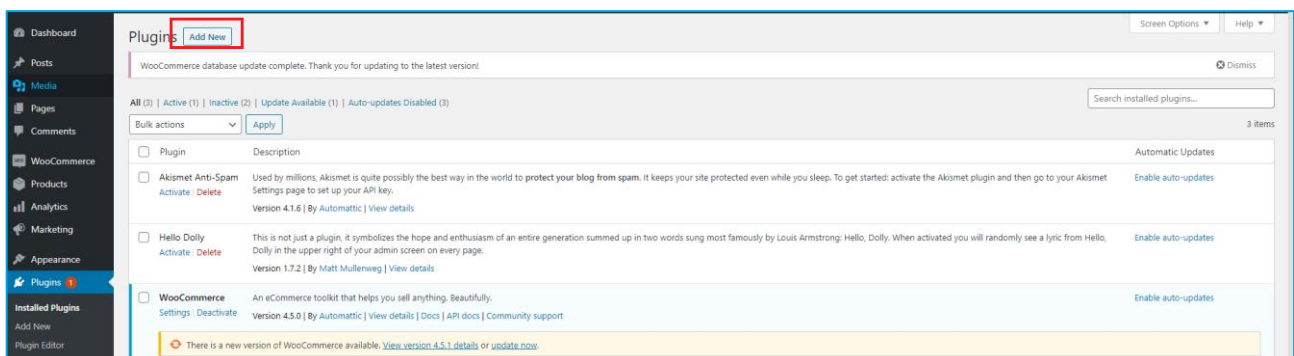 Dashboard
Posts
Media
Pages
Comments
WooCommerce
Products
Analytics
Marketing
Appearance
Plugins 1
Installed Plugins
Add New
Plugin Editor
Screen Options ▼
Help ▼
Plugins Add New
WooCommerce database update complete. Thank you for updating to the latest version!
Dismiss
All (3) | Active (1) | Inactive (2) | Update Available (1) | Auto-updates Disabled (3)
Search installed plugins...
Bulk actions Apply
3 items
Plugin Description Automatic Updates
Akismet Anti-Spam
Activate | Delete
Used by millions, Akismet is quite possibly the best way in the world to protect your blog from spam. It keeps your site protected even while you sleep. To get started: activate the Akismet plugin and then go to your Akismet
Settings page to set up your API key.
Version 4.1.6 | By Automattic | View details
Enable auto-updates
Hello Dolly
Activate | Delete
This is not just a plugin, it symbolizes the hope and enthusiasm of an entire generation summed up in two words sung most famously by Louis Armstrong: Hello, Dolly. When activated you will randomly see a lyric from Hello,
Dolly in the upper right of your admin screen on every page.
Version 1.7.2 | By Matt Mullenweg | View details
Enable auto-updates
WooCommerce
Settings | Deactivate
An eCommerce toolkit that helps you sell anything. Beautifully.
Version 4.5.0 | By Automattic | View details | Docs | API docs | Community support
Enable auto-updates
There is a new version of WooCommerce available. View version 4.5.1 details or update now.